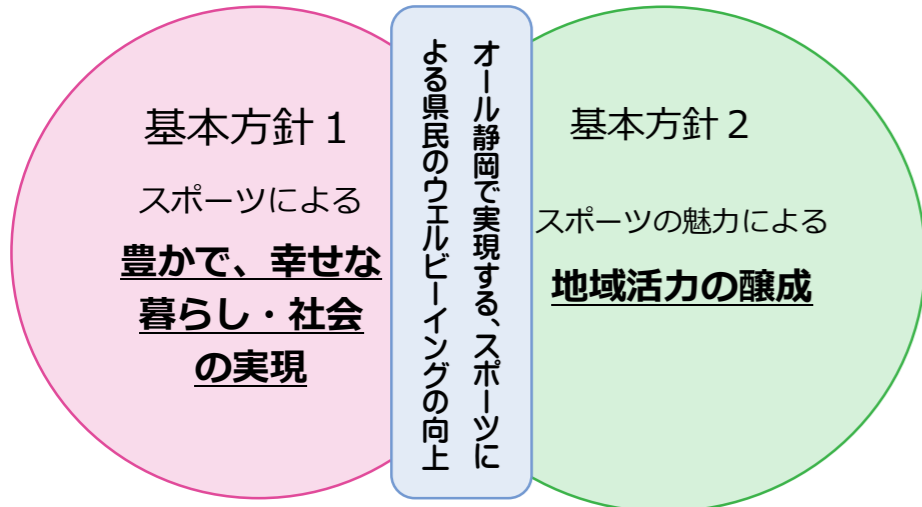 基本方針１
スポーツによる
豊かで、幸せな
暮らし・社会
の実現
オール静岡で実現する、スポーツに
よる県民のウエルビーイングの向上
基本方針２
スポーツの魅力による
地域活力の醸成